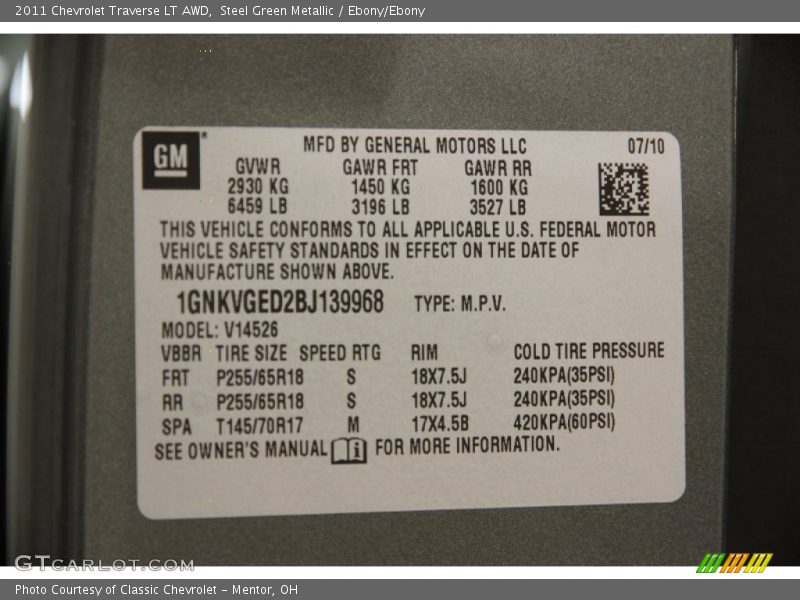 2011 Chevrolet Traverse LT AWD, Steel Green Metallic / Ebony/Ebony
GM
MFD BY GENERAL MOTORS LLC 07/10
GVWR GAWR FRT GAWR RR
2930 KG 1450 KG 1600 KG
6459 LB 3196 LB 3527 LB
THIS VEHICLE CONFORMS TO ALL APPLICABLE U.S. FEDERAL MOTOR
VEHICLE SAFETY STANDARDS IN EFFECT ON THE DATE OF
MANUFACTURE SHOWN ABOVE.
1GNKVGED2BJ139968 TYPE: M.P.V.
MODEL: V14526
VBBR TIRE SIZE SPEED RTG RIM COLD TIRE PRESSURE
FRT P255/65R18 S 18X7.5J 240KPA(35PSI)
RR P255/65R18 S 18X7.5J 240KPA(35PSI)
SPA T145/70R17 M 17X4.5B 420KPA(60PSI)
SEE OWNER'S MANUAL i FOR MORE INFORMATION.
GTCARLOT.COM
Photo Courtesy of Classic Chevrolet - Mentor, OH